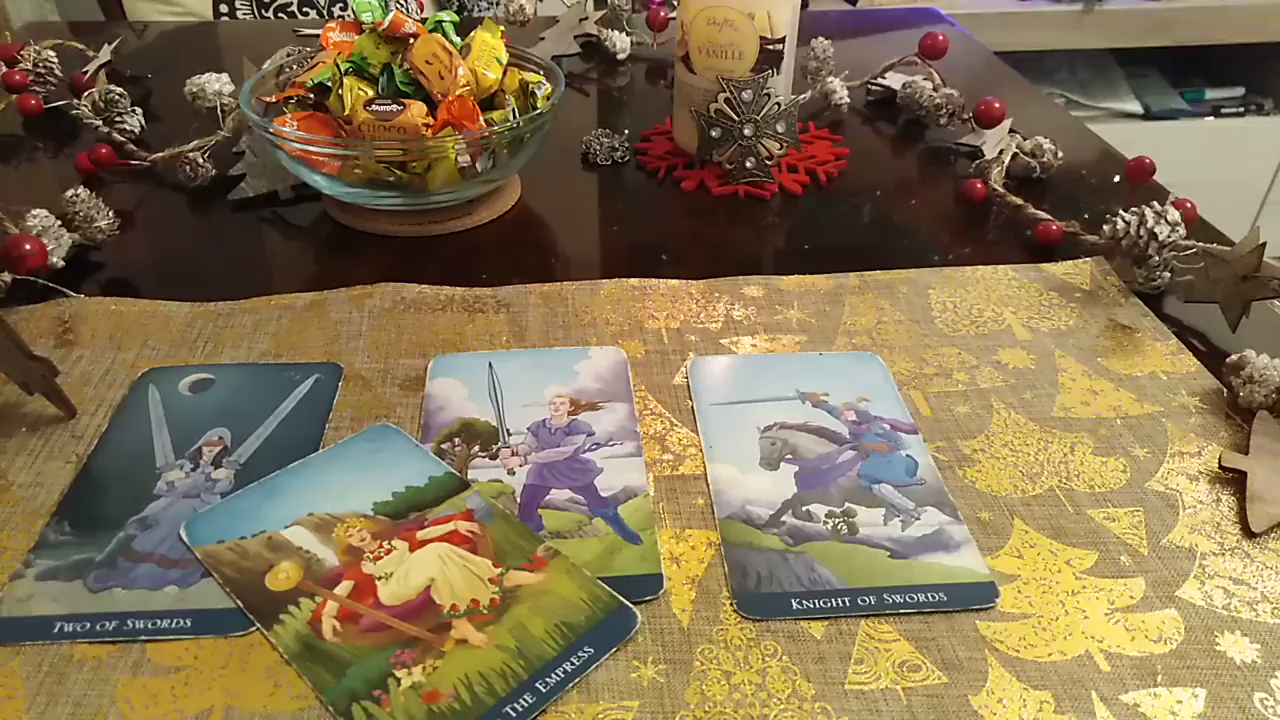 VANILLE
CHOCO
TWO OF SWORDS
THE EMPRESS
KNIGHT OF SWORDS